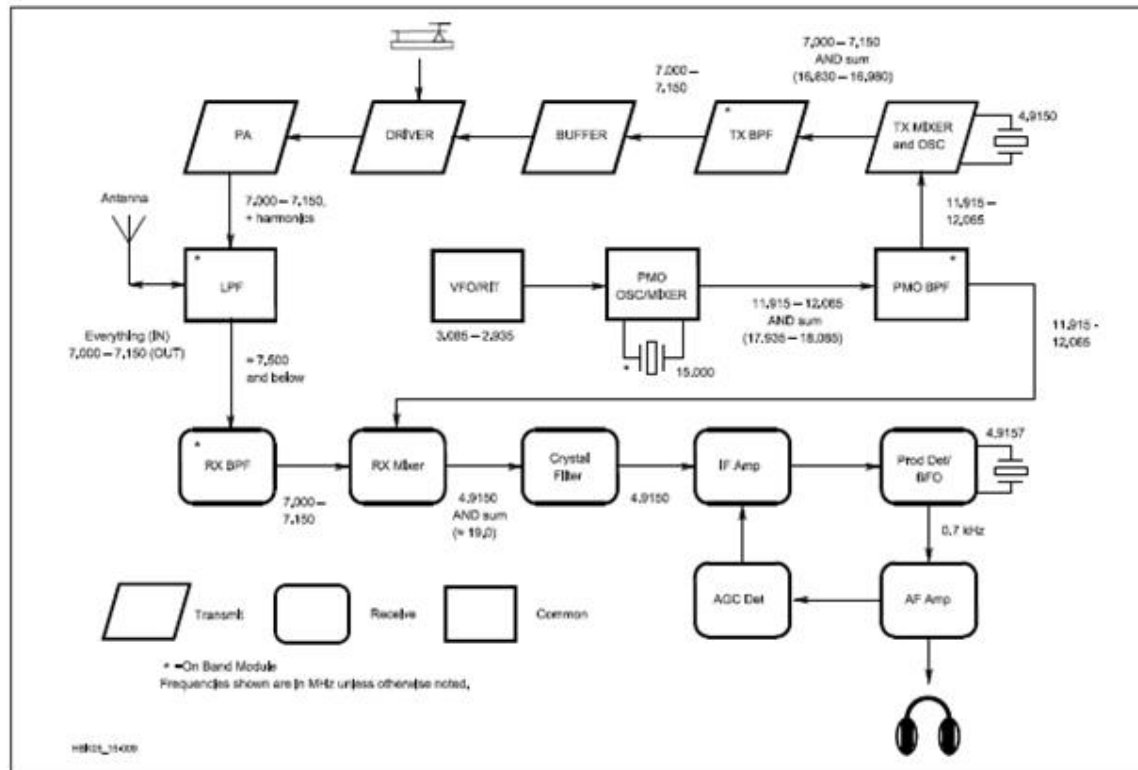 7.000 – 7.150
AND sum
(16.830 – 16.980)
7.000 –
7.150
4.9150
PA
DRIVER
BUFFER
* TX BPF
TX MIXER
and OSC
Antenna
7.000 – 7.150,
+ harmonics
11.915 –
12.065
* LPF
VFO/RIT
PMO
OSC/MIXER
* PMO BPF
Everything (IN)
7.000 – 7.150 (OUT)
3.085 – 2.935
11.915 – 12.065
AND sum
(17.935 – 18.085)
11.915 -
12.065
* 15.000
≈ 7.500
and below
* RX BPF
RX Mixer
Crystal
Filter
IF Amp
Prod Det/
BFO
4.9157
7.000 –
7.150
4.9150
AND sum
(≈ 19.0)
4.9150
0.7 kHz
AGC Det
AF Amp
Transmit
Receive
Common
* = On Band Module
Frequencies shown are in MHz unless otherwise noted.